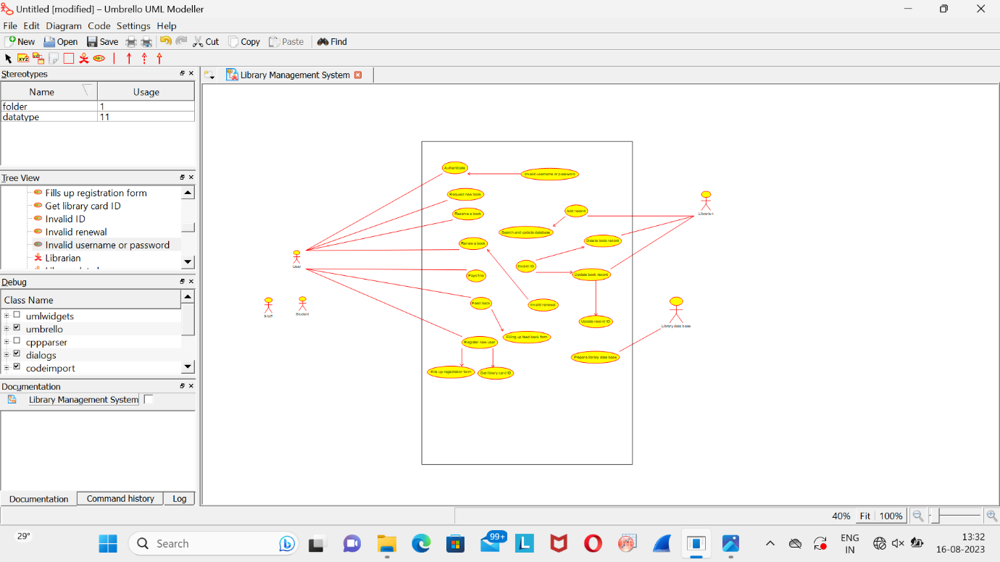 Untitled [modified] – Umbrello UML Modeller
File Edit Diagram Code Settings Help
New Open Save Cut Copy Paste Find
XYZ ABC
Stereotypes
Name Usage
folder 1
datatype 11
Tree View
Fills up registration form
Get library card ID
Invalid ID
Invalid renewal
Invalid username or password
Librarian
Debug
Class Name
umlwidgets
umbrello
cppparser
dialogs
codeimport
Documentation
Library Management System
Documentation Command history Log
Library Management System
Authenticate
Invalid username or password
Request new book
Reserve a book
Add record
Librarian
Search and update database
Renew a book
Delete book record
User
Invalid ID
Pays fine
Update book record
Staff
Student
Feed back
Invalid renewal
Update record ID
Library data base
Register new user
Filling up feed back form
Prepare library data base
Fills up registration form
Get library card ID
40% Fit 100%
29°
Search
99+
L
ENG
IN
13:32
16-08-2023